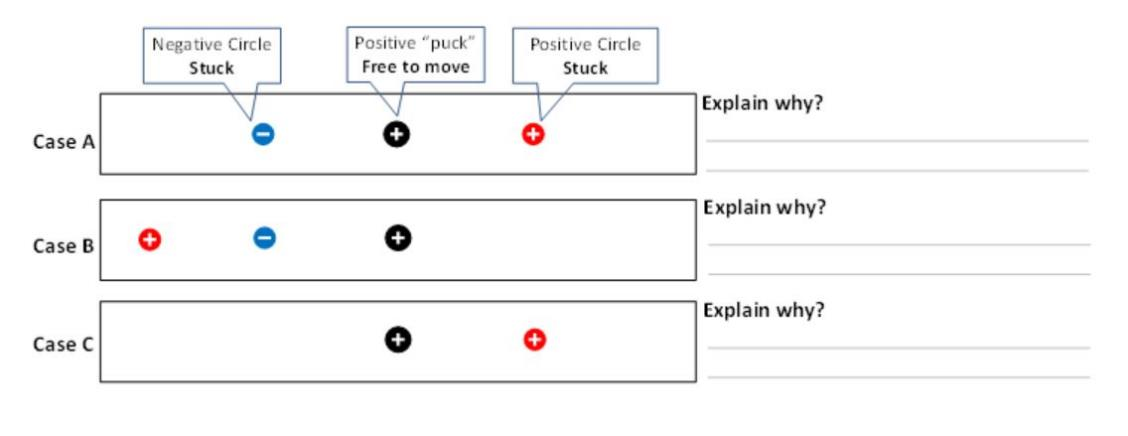 Negative Circle
Stuck
Positive "puck"
Free to move
Positive Circle
Stuck
Case A
− + +
Explain why?
Case B
+ − +
Explain why?
Case C
+ +
Explain why?